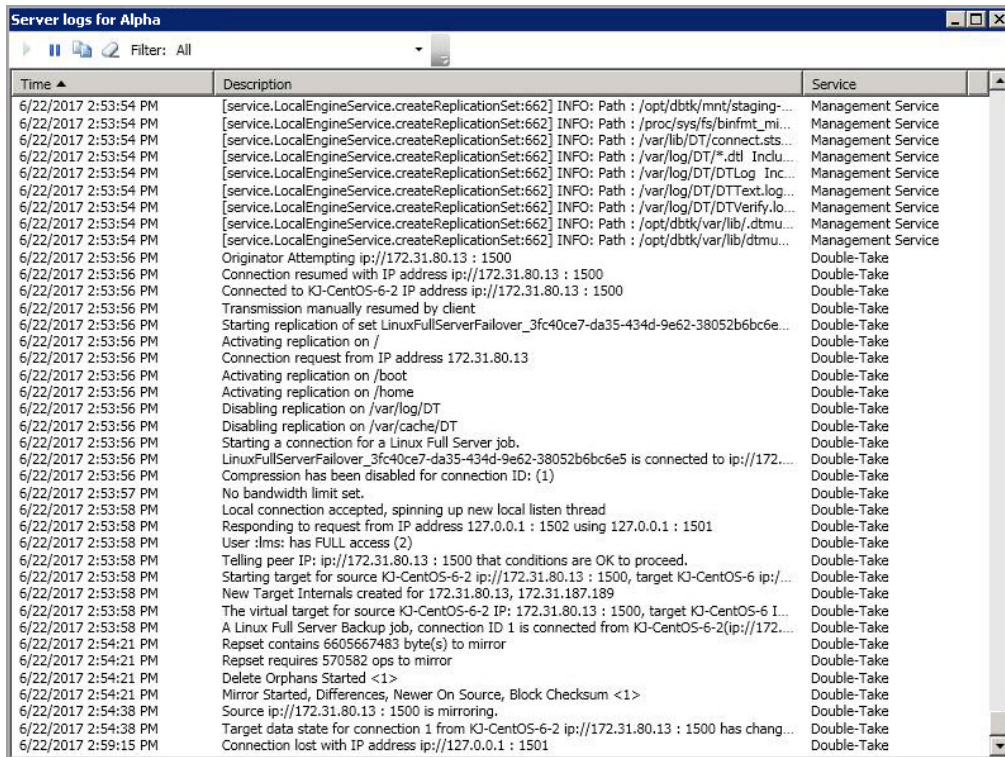 Server logs for Alpha
Filter: All
Time Description Service
6/22/2017 2:53:54 PM [service.LocalEngineService.createReplicationSet:662] INFO: Path : /opt/dbtk/mnt/staging-... Management Service
6/22/2017 2:53:54 PM [service.LocalEngineService.createReplicationSet:662] INFO: Path : /proc/sys/fs/binfmt_mi... Management Service
6/22/2017 2:53:54 PM [service.LocalEngineService.createReplicationSet:662] INFO: Path : /var/lib/DT/connect.sts... Management Service
6/22/2017 2:53:54 PM [service.LocalEngineService.createReplicationSet:662] INFO: Path : /var/log/DT/*.dtl Inclu... Management Service
6/22/2017 2:53:54 PM [service.LocalEngineService.createReplicationSet:662] INFO: Path : /var/log/DT/DTLog Inc... Management Service
6/22/2017 2:53:54 PM [service.LocalEngineService.createReplicationSet:662] INFO: Path : /var/log/DT/DTText.log... Management Service
6/22/2017 2:53:54 PM [service.LocalEngineService.createReplicationSet:662] INFO: Path : /var/log/DT/DTVerify.lo... Management Service
6/22/2017 2:53:54 PM [service.LocalEngineService.createReplicationSet:662] INFO: Path : /opt/dbtk/var/lib/.dtmu... Management Service
6/22/2017 2:53:54 PM [service.LocalEngineService.createReplicationSet:662] INFO: Path : /opt/dbtk/var/lib/dtmu... Management Service
6/22/2017 2:53:56 PM Originator Attempting ip://172.31.80.13 : 1500 Double-Take
6/22/2017 2:53:56 PM Connection resumed with IP address ip://172.31.80.13 : 1500 Double-Take
6/22/2017 2:53:56 PM Connected to KJ-CentOS-6-2 IP address ip://172.31.80.13 : 1500 Double-Take
6/22/2017 2:53:56 PM Transmission manually resumed by client Double-Take
6/22/2017 2:53:56 PM Starting replication of set LinuxFullServerFailover_3fc40ce7-da35-434d-9e62-38052b6bc6e... Double-Take
6/22/2017 2:53:56 PM Activating replication on / Double-Take
6/22/2017 2:53:56 PM Connection request from IP address 172.31.80.13 Double-Take
6/22/2017 2:53:56 PM Activating replication on /boot Double-Take
6/22/2017 2:53:56 PM Activating replication on /home Double-Take
6/22/2017 2:53:56 PM Disabling replication on /var/log/DT Double-Take
6/22/2017 2:53:56 PM Disabling replication on /var/cache/DT Double-Take
6/22/2017 2:53:56 PM Starting a connection for a Linux Full Server job. Double-Take
6/22/2017 2:53:56 PM LinuxFullServerFailover_3fc40ce7-da35-434d-9e62-38052b6bc6e5 is connected to ip://172.... Double-Take
6/22/2017 2:53:56 PM Compression has been disabled for connection ID: (1) Double-Take
6/22/2017 2:53:57 PM No bandwidth limit set. Double-Take
6/22/2017 2:53:58 PM Local connection accepted, spinning up new local listen thread Double-Take
6/22/2017 2:53:58 PM Responding to request from IP address 127.0.0.1 : 1502 using 127.0.0.1 : 1501 Double-Take
6/22/2017 2:53:58 PM User :lms: has FULL access (2) Double-Take
6/22/2017 2:53:58 PM Telling peer IP: ip://172.31.80.13 : 1500 that conditions are OK to proceed. Double-Take
6/22/2017 2:53:58 PM Starting target for source KJ-CentOS-6-2 ip://172.31.80.13 : 1500, target KJ-CentOS-6 ip:/... Double-Take
6/22/2017 2:53:58 PM New Target Internals created for 172.31.80.13, 172.31.187.189 Double-Take
6/22/2017 2:53:58 PM The virtual target for source KJ-CentOS-6-2 IP: 172.31.80.13 : 1500, target KJ-CentOS-6 I... Double-Take
6/22/2017 2:53:58 PM A Linux Full Server Backup job, connection ID 1 is connected from KJ-CentOS-6-2(ip://172.... Double-Take
6/22/2017 2:54:21 PM Repset contains 6605667483 byte(s) to mirror Double-Take
6/22/2017 2:54:21 PM Repset requires 570582 ops to mirror Double-Take
6/22/2017 2:54:21 PM Delete Orphans Started <1> Double-Take
6/22/2017 2:54:21 PM Mirror Started, Differences, Newer On Source, Block Checksum <1> Double-Take
6/22/2017 2:54:38 PM Source ip://172.31.80.13 : 1500 is mirroring. Double-Take
6/22/2017 2:54:38 PM Target data state for connection 1 from KJ-CentOS-6-2 ip://172.31.80.13 : 1500 has chang... Double-Take
6/22/2017 2:59:15 PM Connection lost with IP address ip://127.0.0.1 : 1501 Double-Take